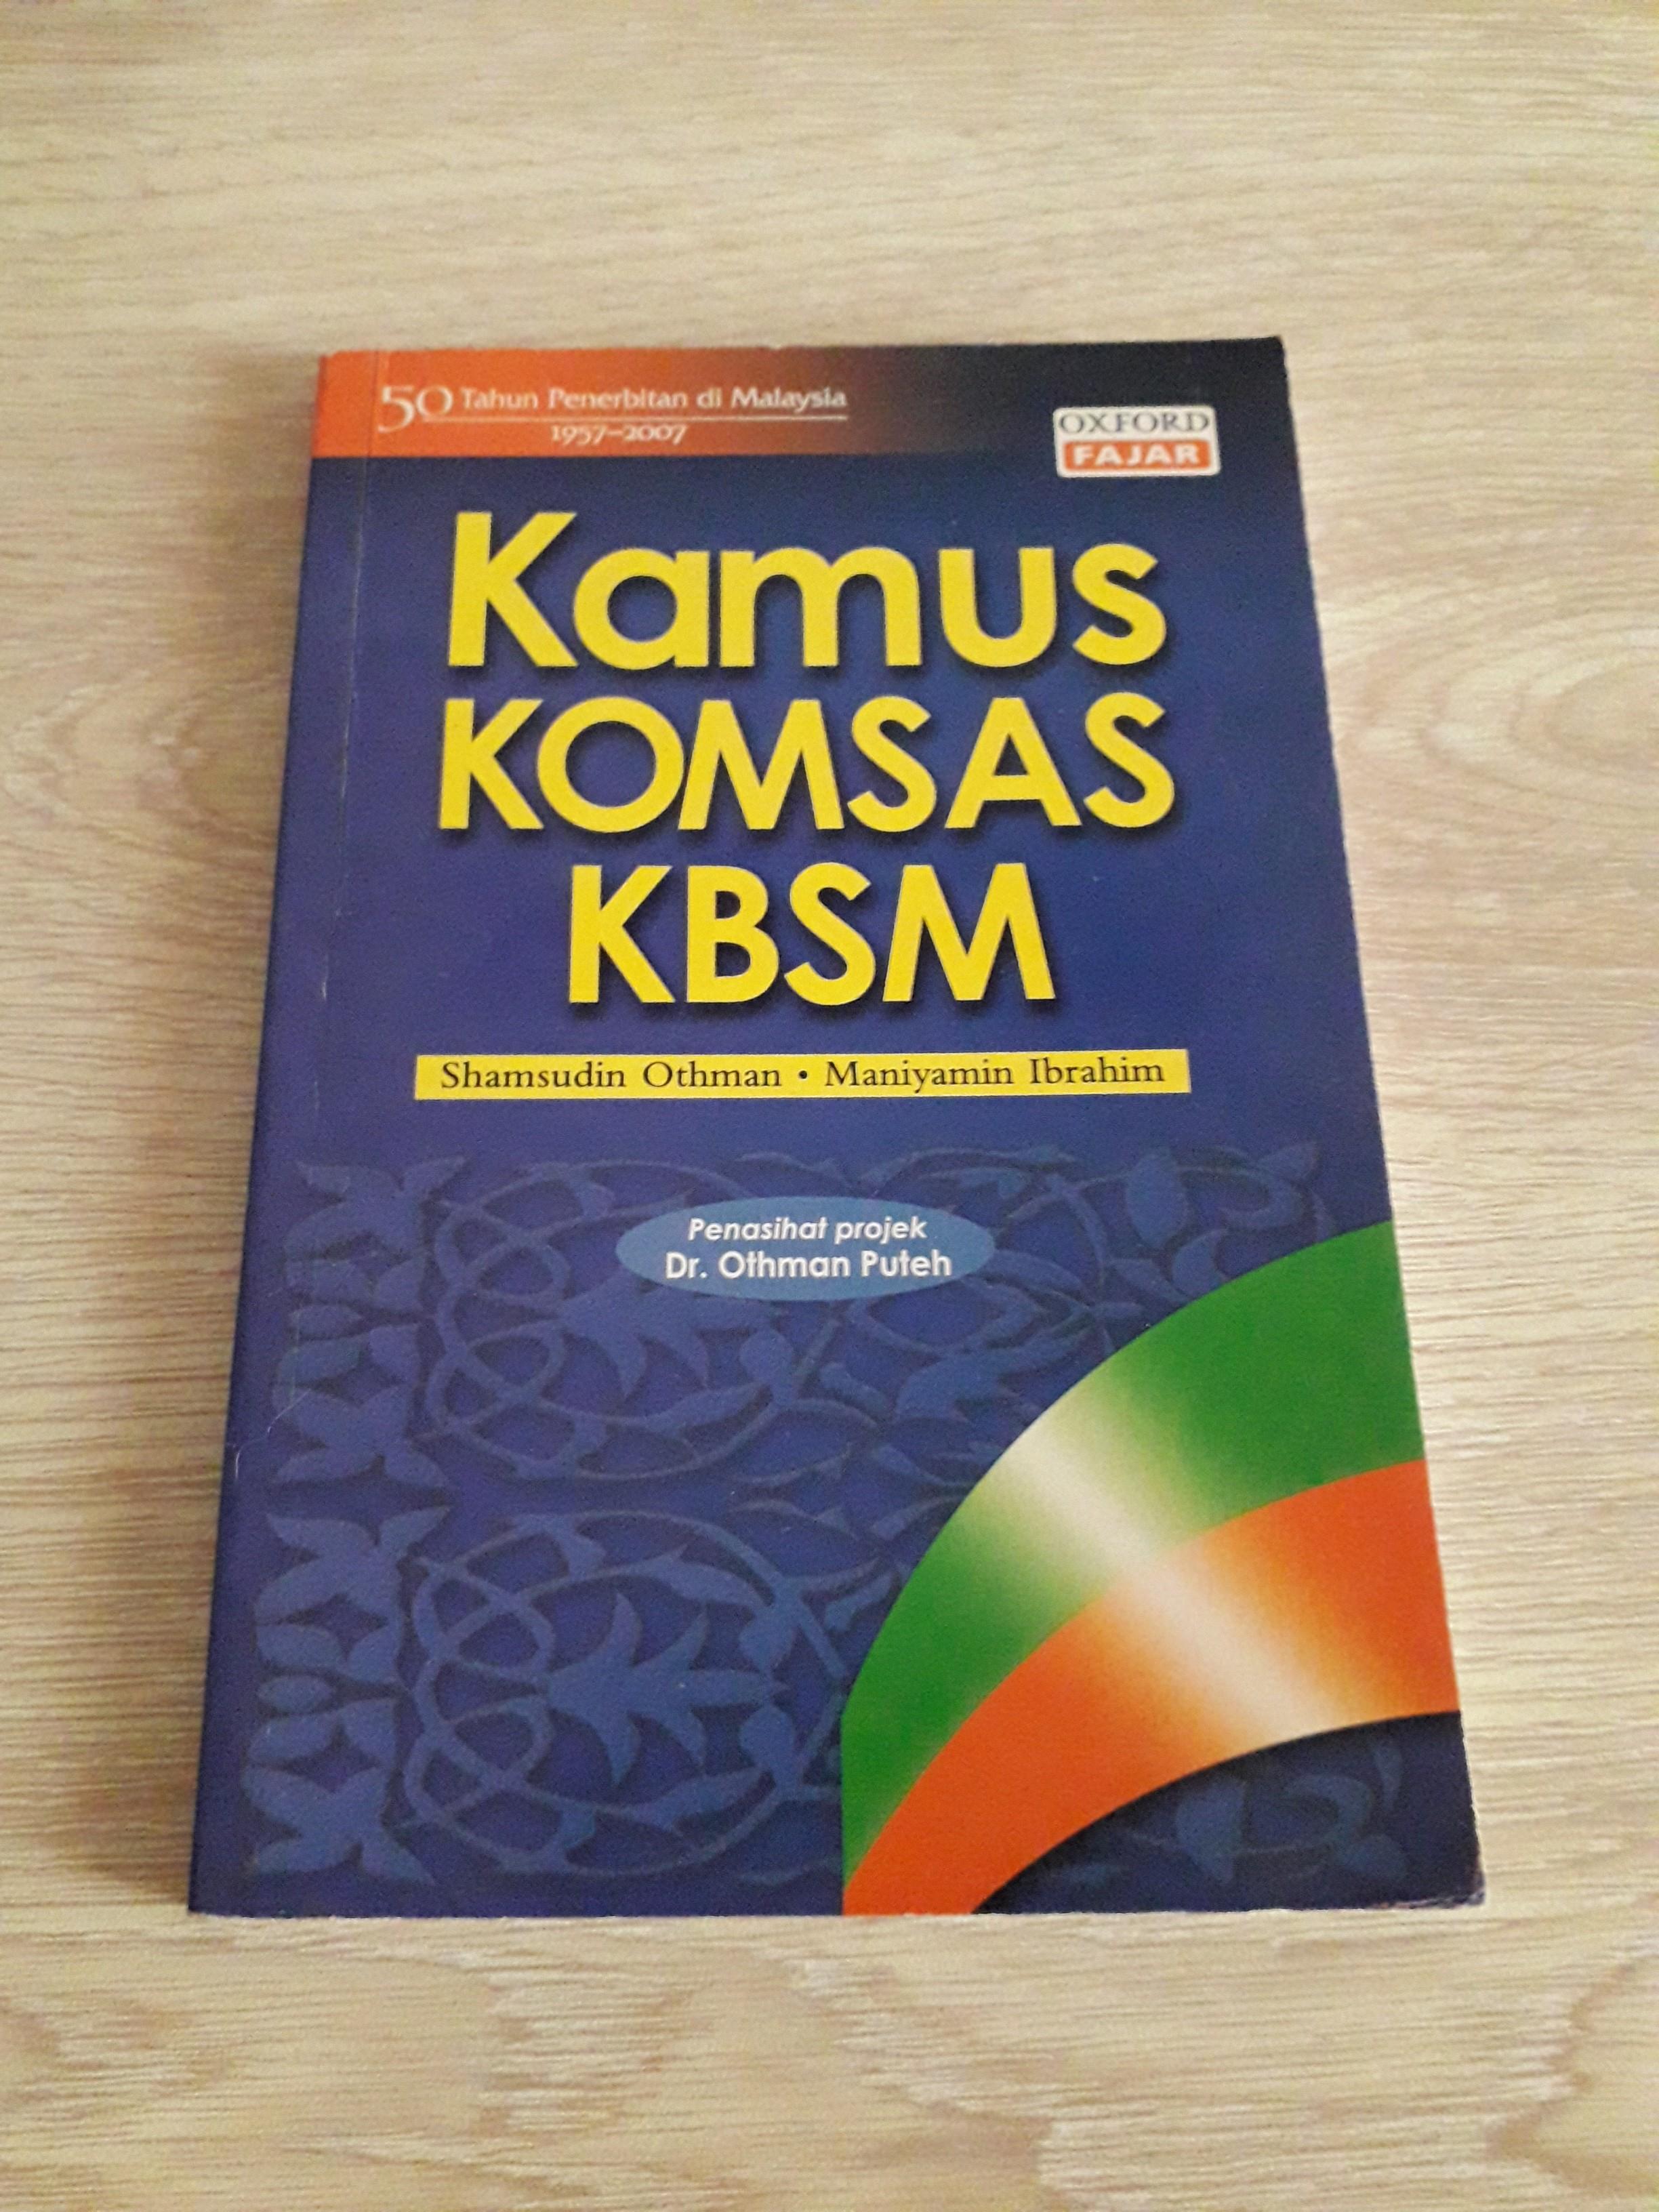 50 Tahun Penerbitan di Malaysia
1957–2007
OXFORD
FAJAR
Kamus
KOMSAS
KBSM
Shamsudin Othman • Maniyamin Ibrahim
Penasihat projek
Dr. Othman Puteh